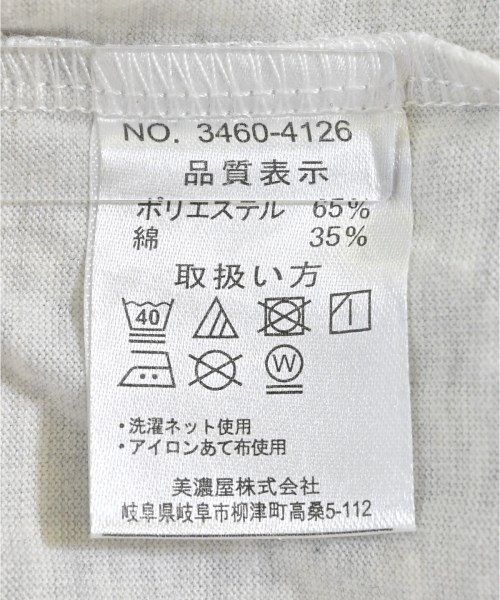 NO. 3460-4126
品質表示
ポリエステル 65%
綿 35%
取扱い方
40
W
・洗濯ネット使用
・アイロンあて布使用
美濃屋株式会社
岐阜県岐阜市柳津町高桑5-112